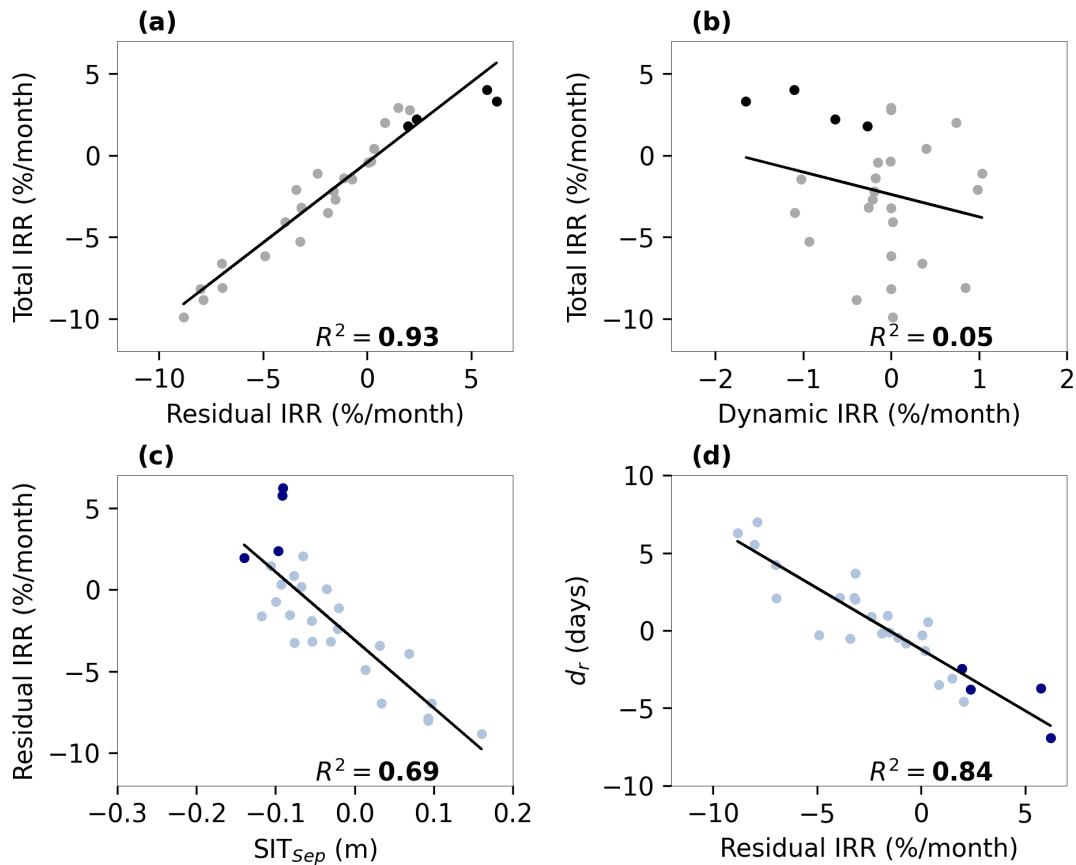 (a)
5
0
−5
−10
Total IRR (%/month)
R² = 0.93
−10 −5 0 5
Residual IRR (%/month)
(b)
5
0
−5
−10
Total IRR (%/month)
R² = 0.05
−2 −1 0 1 2
Dynamic IRR (%/month)
(c)
5
0
−5
−10
Residual IRR (%/month)
R² = 0.69
−0.3 −0.2 −0.1 0.0 0.1 0.2
SIT_Sep (m)
(d)
10
5
0
−5
−10
d_r (days)
R² = 0.84
−10 −5 0 5
Residual IRR (%/month)